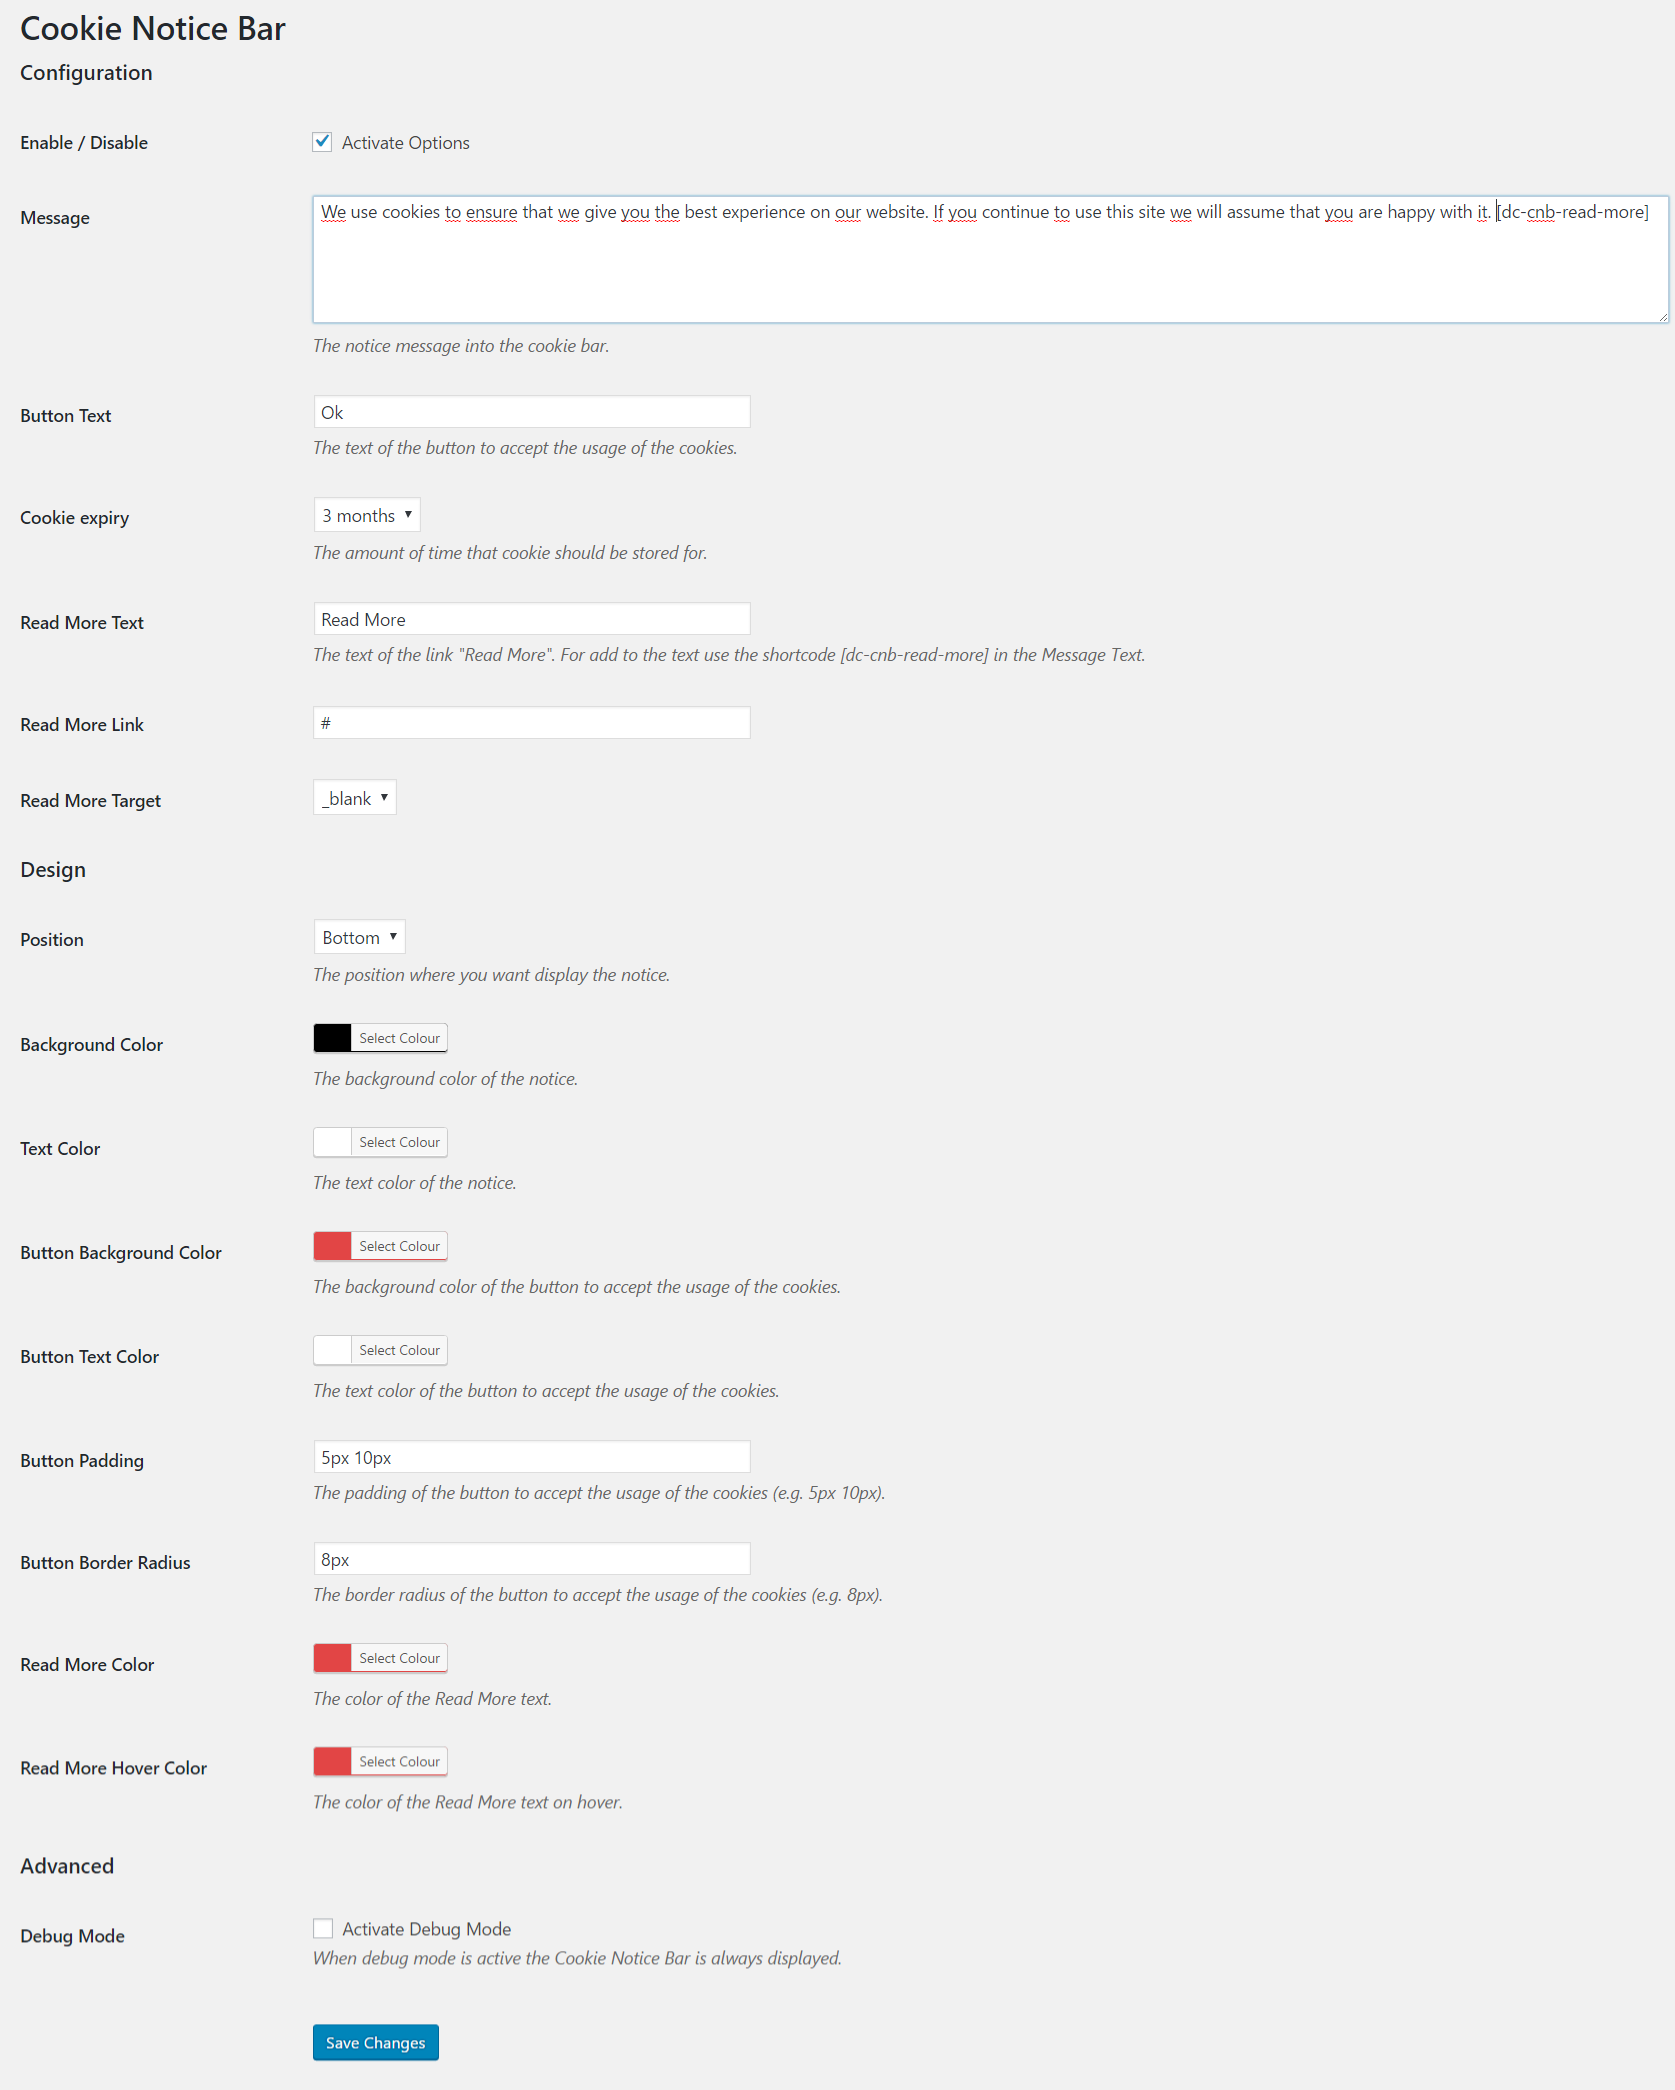 Cookie Notice Bar
Configuration
Enable / Disable
Activate Options
Message
We use cookies to ensure that we give you the best experience on our website. If you continue to use this site we will assume that you are happy with it. [dc-cnb-read-more]
The notice message into the cookie bar.
Button Text
Ok
The text of the button to accept the usage of the cookies.
Cookie expiry
3 months
The amount of time that cookie should be stored for.
Read More Text
Read More
The text of the link "Read More". For add to the text use the shortcode [dc-cnb-read-more] in the Message Text.
Read More Link
#
Read More Target
_blank
Design
Position
Bottom
The position where you want display the notice.
Background Color
Select Colour
The background color of the notice.
Text Color
Select Colour
The text color of the notice.
Button Background Color
Select Colour
The background color of the button to accept the usage of the cookies.
Button Text Color
Select Colour
The text color of the button to accept the usage of the cookies.
Button Padding
5px 10px
The padding of the button to accept the usage of the cookies (e.g. 5px 10px).
Button Border Radius
8px
The border radius of the button to accept the usage of the cookies (e.g. 8px).
Read More Color
Select Colour
The color of the Read More text.
Read More Hover Color
Select Colour
The color of the Read More text on hover.
Advanced
Debug Mode
Activate Debug Mode
When debug mode is active the Cookie Notice Bar is always displayed.
Save Changes